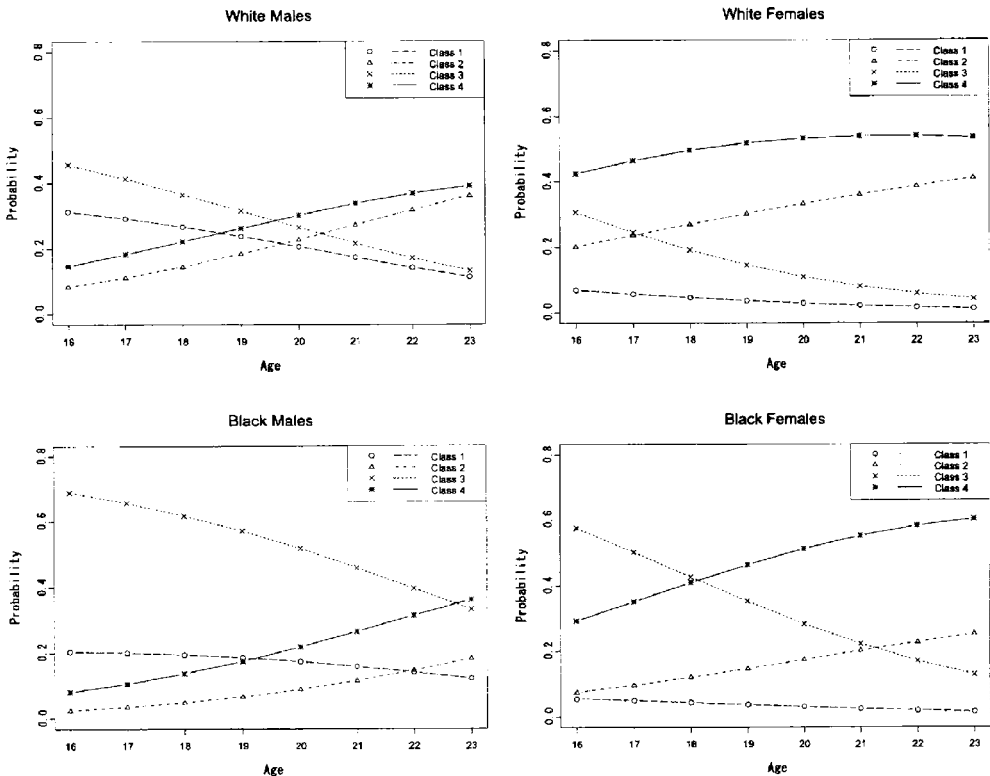 White Males
Class 1
Class 2
Class 3
Class 4
Probability
0.0 0.2 0.4 0.6 0.8
16 17 18 19 20 21 22 23
Age
White Females
Class 1
Class 2
Class 3
Class 4
Probability
0.0 0.2 0.4 0.6 0.8
16 17 18 19 20 21 22 23
Age
Black Males
Class 1
Class 2
Class 3
Class 4
Probability
0.0 0.2 0.4 0.6 0.8
16 17 18 19 20 21 22 23
Age
Black Females
Class 1
Class 2
Class 3
Class 4
Probability
0.0 0.2 0.4 0.6 0.8
16 17 18 19 20 21 22 23
Age